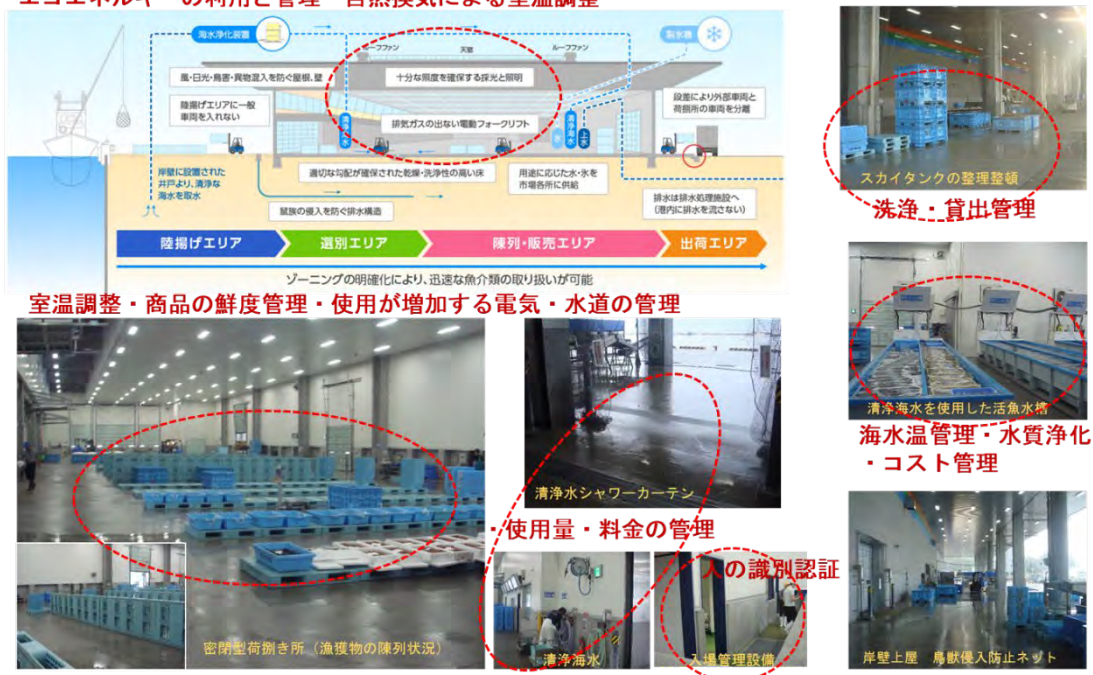 エコエネルギーの利用と管理・自然換気による室温調整
海水浄化装置
ルーフファン
天窓
ルーフファン
製氷機
風・日光・鳥害・異物混入を防ぐ屋根、壁
十分な照度を確保する採光と照明
陸揚げエリアに一般
車両を入れない
排気ガスの出ない電動フォークリフト
段差により外部車両と
荷捌所の車両を分離
清浄海水
氷
清浄海水
上水
岸壁に設置された
井戸より、清浄な
海水を取水
適切な勾配が確保された乾燥・洗浄性の高い床
用途に応じた水・氷を
市場各所に供給
鼠族の侵入を防ぐ排水構造
排水は排水処理施設へ
(港内に排水を流さない)
陸揚げエリア
選別エリア
陳列・販売エリア
出荷エリア
ゾーニングの明確化により、迅速な魚介類の取り扱いが可能
スカイタンクの整理整頓
洗浄・貸出管理
室温調整・商品の鮮度管理・使用が増加する電気・水道の管理
清浄海水を使用した活魚水槽
海水温管理・水質浄化
・コスト管理
清浄水シャワーカーテン
・使用量・料金の管理
人の識別認証
密閉型荷捌き所(漁獲物の陳列状況)
清浄海水
入場管理設備
岸壁上屋 鳥獣侵入防止ネット